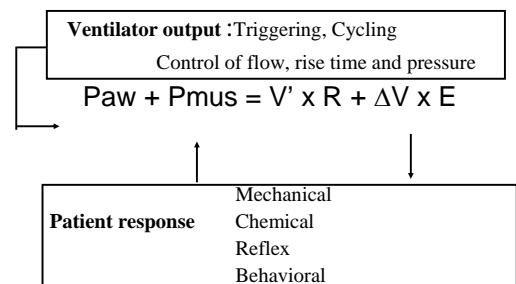 Ventilator output :Triggering, Cycling
Control of flow, rise time and pressure
Paw + Pmus = V' x R + ΔV x E
Mechanical
Patient response Chemical
Reflex
Behavioral